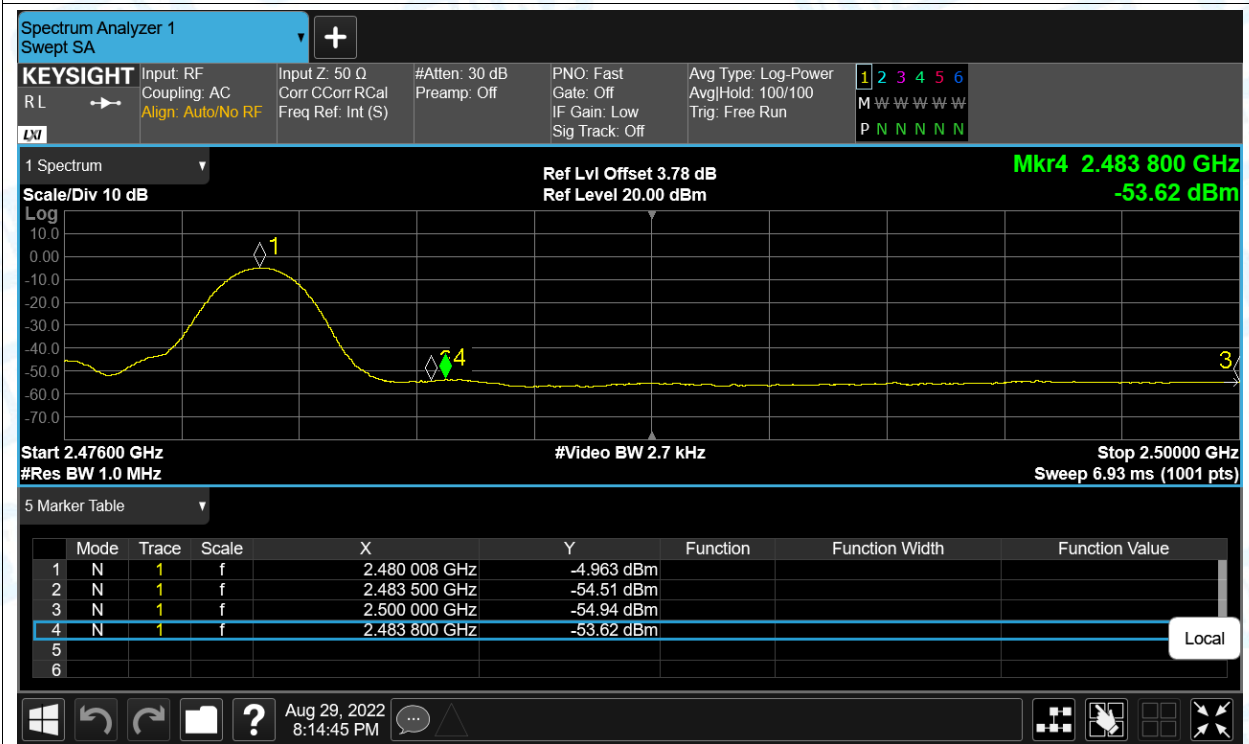 Spectrum Analyzer 1
Swept SA
KEYSIGHT
R L
LXI
Input: RF
Coupling: AC
Align: Auto/No RF
Input Z: 50 Ω
Corr CCorr RCal
Freq Ref: Int (S)
#Atten: 30 dB
Preamp: Off
PNO: Fast
Gate: Off
IF Gain: Low
Sig Track: Off
Avg Type: Log-Power
Avg|Hold: 100/100
Trig: Free Run
1 2 3 4 5 6
M W W W W W W
P N N N N N N
1 Spectrum
Scale/Div 10 dB
Ref Lvl Offset 3.78 dB
Ref Level 20.00 dBm
Mkr4 2.483 800 GHz
-53.62 dBm
Log
10.0
0.00
-10.0
-20.0
-30.0
-40.0
-50.0
-60.0
-70.0
1
4
3
Start 2.47600 GHz
#Video BW 2.7 kHz
Stop 2.50000 GHz
#Res BW 1.0 MHz
Sweep 6.93 ms (1001 pts)
5 Marker Table
Mode Trace Scale X Y Function Function Width Function Value
1 N 1 f 2.480 008 GHz -4.963 dBm
2 N 1 f 2.483 500 GHz -54.51 dBm
3 N 1 f 2.500 000 GHz -54.94 dBm
4 N 1 f 2.483 800 GHz -53.62 dBm
5
6
Local
?
Aug 29, 2022
8:14:45 PM